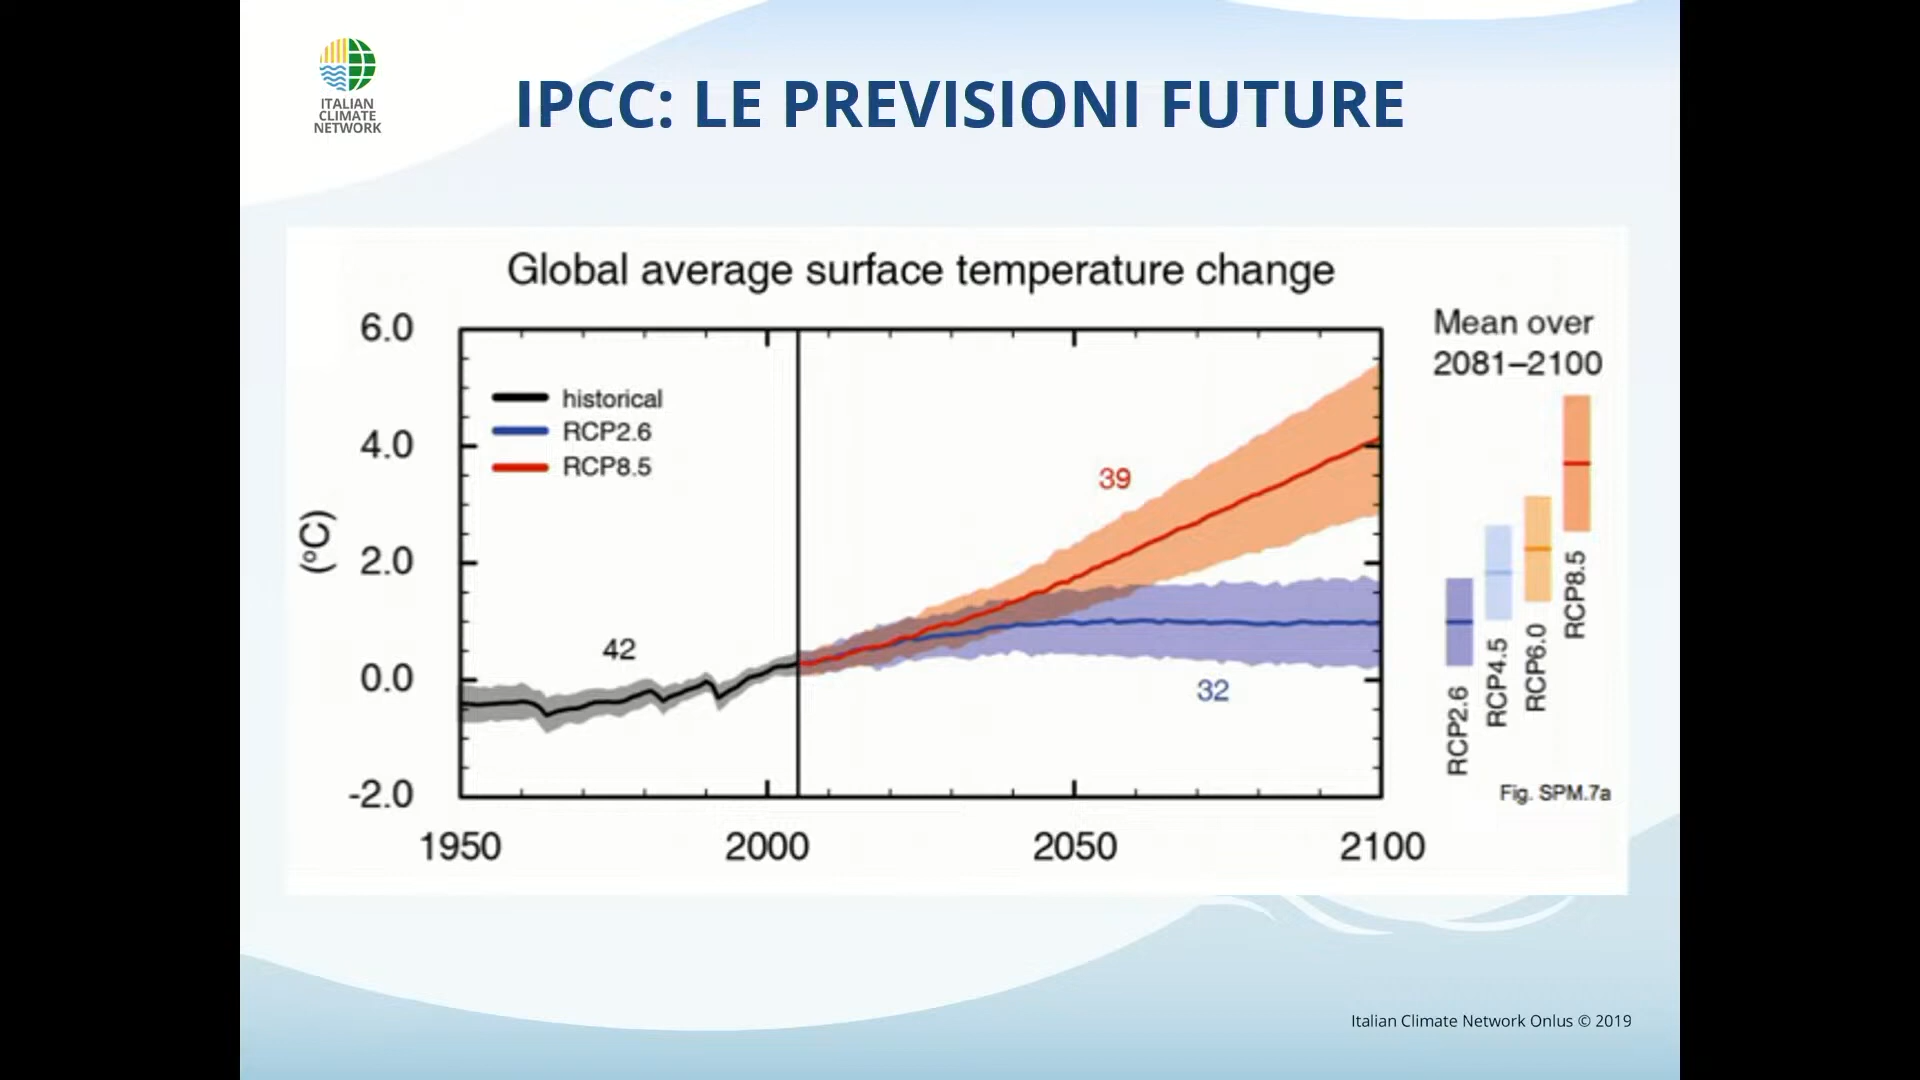 ITALIAN
CLIMATE
NETWORK
IPCC: LE PREVISIONI FUTURE
Global average surface temperature change
(°C)
6.0
4.0
2.0
0.0
-2.0
historical
RCP2.6
RCP8.5
42
39
32
1950
2000
2050
2100
Mean over
2081–2100
RCP2.6
RCP4.5
RCP6.0
RCP8.5
Fig. SPM.7a
Italian Climate Network Onlus © 2019